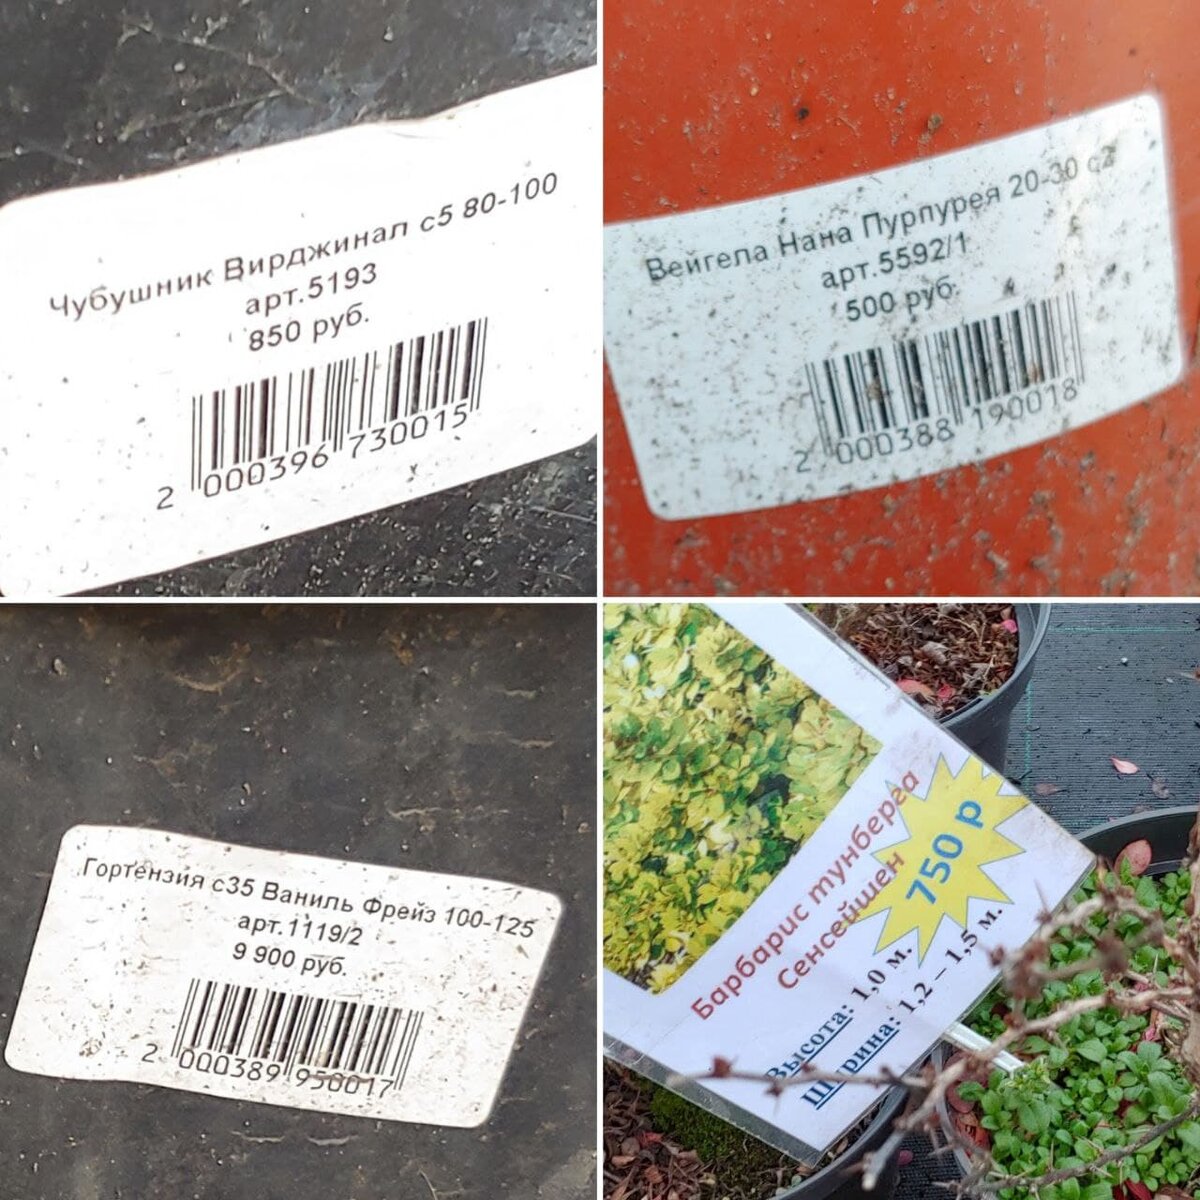 Чубушник Вирджинал с5 80-100
арт.5193
850 руб.
2 000396 730015
Вейгела Нана Пурпурея 20-30 с2
арт.5592/1
500 руб.
2 000388 190018
Гортензия с35 Ваниль Фрейз 100-125
арт.1119/2
9 900 руб.
2 000389 950017
Барбарис тунберга
Сенсейшен
750 р
Высота: 1,0 м.
Ширина: 1,2 – 1,5 м.